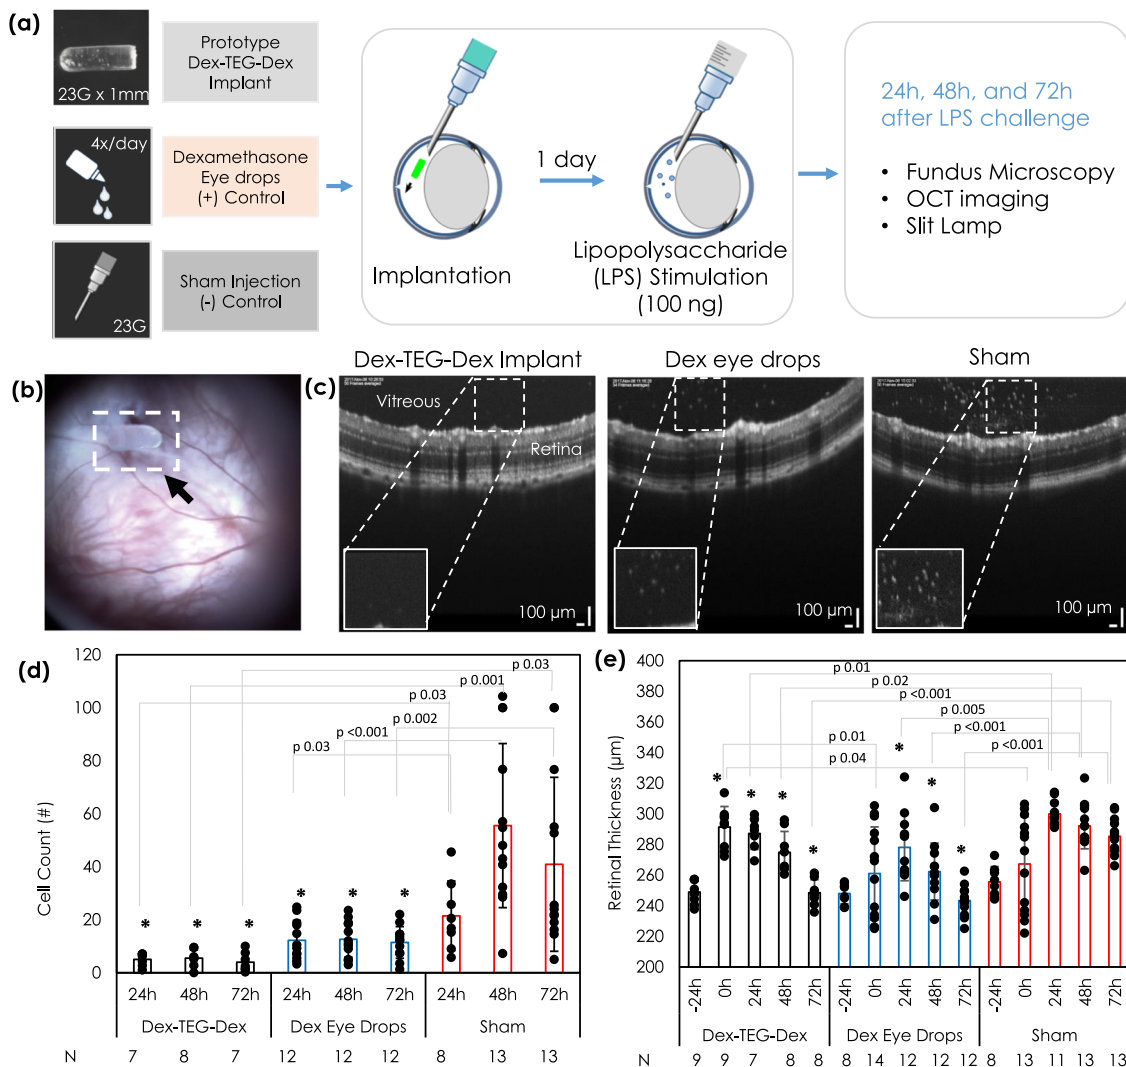 (a)
23G x 1mm
Prototype
Dex-TEG-Dex
Implant
4x/day
Dexamethasone
Eye drops
(+) Control
23G
Sham Injection
(-) Control
Implantation
1 day
Lipopolysaccharide
(LPS) Stimulation
(100 ng)
24h, 48h, and 72h
after LPS challenge
• Fundus Microscopy
• OCT imaging
• Slit Lamp
(b)
(c)
Dex-TEG-Dex Implant
Dex eye drops
Sham
Vitreous
Retina
100 µm
100 µm
100 µm
(d)
Cell Count (#)
120
100
80
60
40
20
0
p 0.03
p 0.001
p 0.03
p 0.002
p <0.001
p 0.03
* * * * * *
24h 48h 72h 24h 48h 72h 24h 48h 72h
Dex-TEG-Dex Dex Eye Drops Sham
N 7 8 7 12 12 12 8 13 13
(e)
Retinal Thickness (µm)
400
380
360
340
320
300
280
260
240
220
200
p 0.01
p 0.02
p <0.001
p 0.005
p 0.01
p <0.001
p <0.001
p 0.04
* * * * * * *
-24h 0h 24h 48h 72h -24h 0h 24h 48h 72h -24h 0h 24h 48h 72h
Dex-TEG-Dex Dex Eye Drops Sham
N 9 9 7 8 8 8 14 12 12 12 8 13 11 13 13